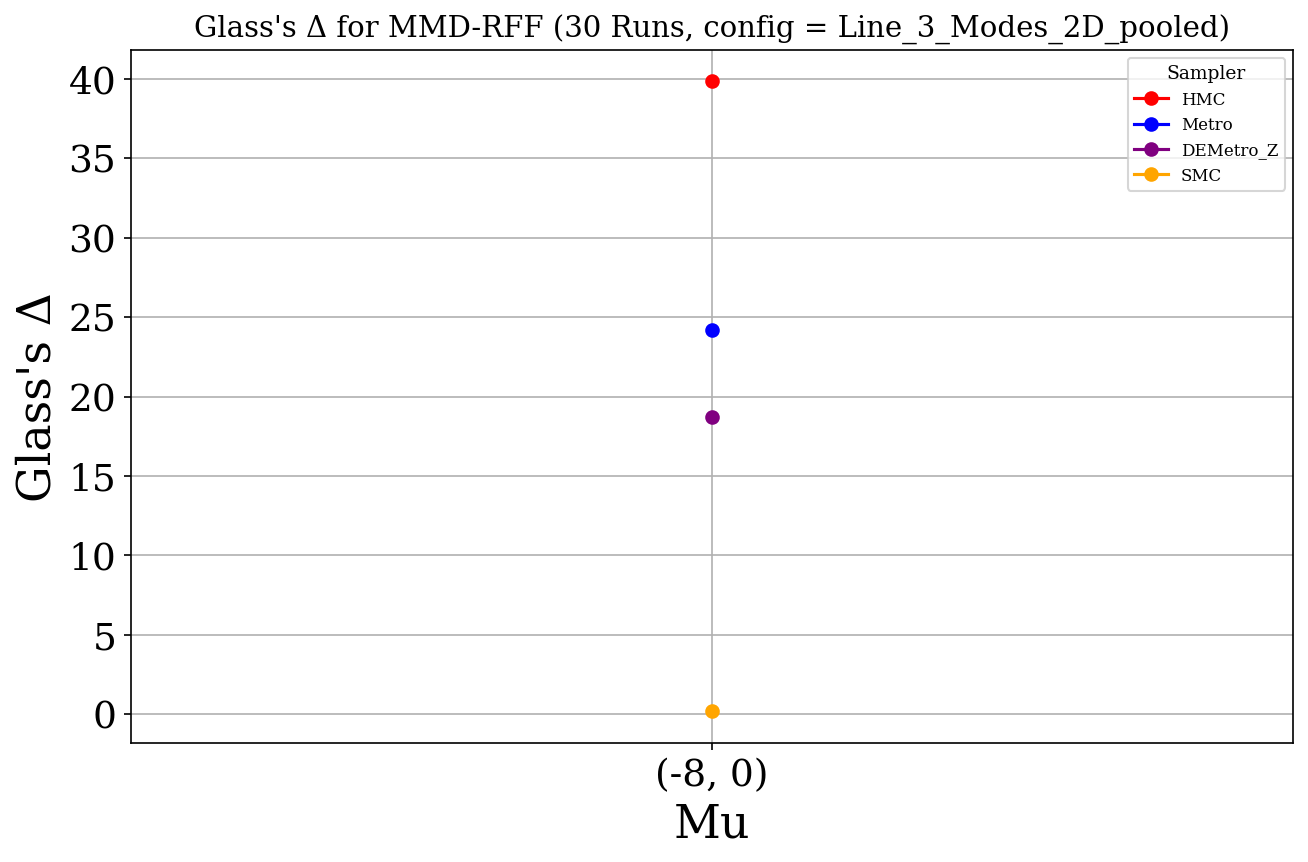 Glass's Δ for MMD-RFF (30 Runs, config = Line_3_Modes_2D_pooled)
Sampler
HMC
Metro
DEMetro_Z
SMC
Glass's Δ
40
35
30
25
20
15
10
5
0
(-8, 0)
Mu